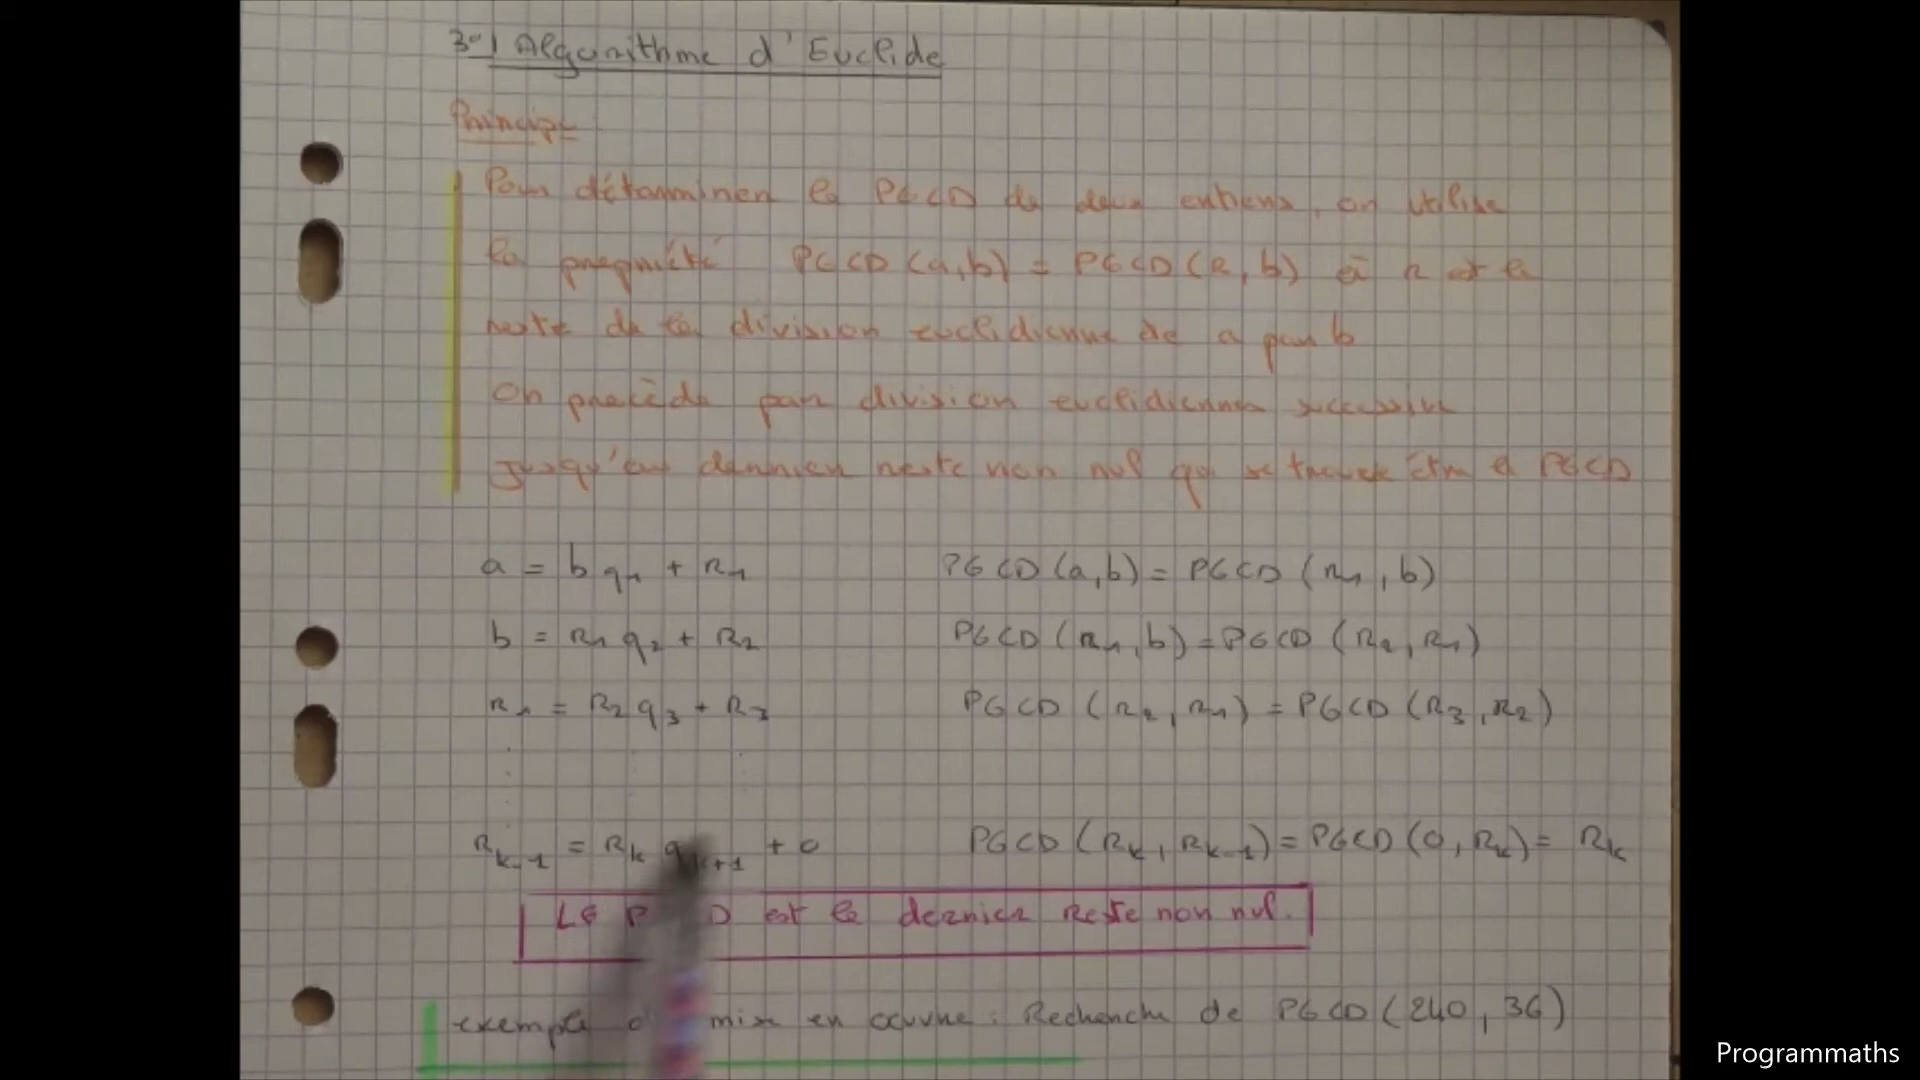 3°) Algorithme d'Euclide
Principe
Pour déterminer le PGCD de deux entiers, on utilise
la propriété PGCD (a,b) = PGCD (R, b) où r est le
reste de la division euclidienne de a par b
On procède par division euclidiennes successive
Jusqu'au dernier reste non nul qui se trouve être le PGCD
a = b q₁ + R₁ PGCD (a,b) = PGCD (r₁, b)
b = R₁ q₂ + R₂ PGCD (R₁, b) = PGCD (R₂, R₁)
R₁ = R₂ q₃ + R₃ PGCD (R₂, R₁) = PGCD (R₃, R₂)
Rₖ₋₁ = Rₖ qₖ₊₁ + 0 PGCD (Rₖ, Rₖ₋₁) = PGCD (0, Rₖ) = Rₖ
Le P D est le dernier reste non nul.
exemple mise en oeuvre : Recherche de PGCD (240, 36)
Programmaths